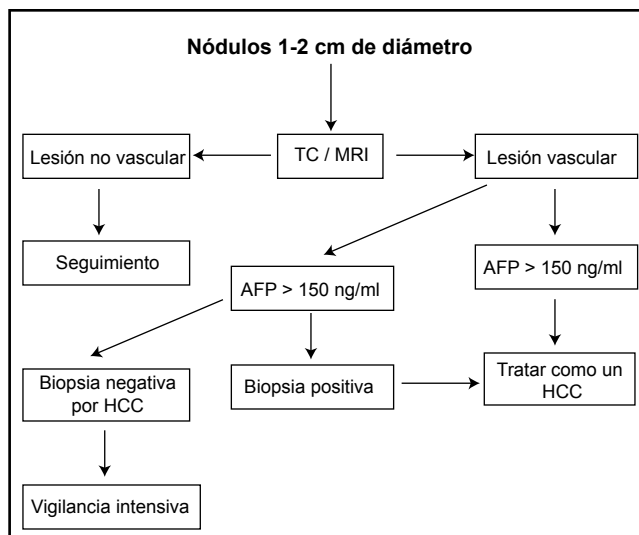 Nódulos 1-2 cm de diámetro
Lesión no vascular
TC / MRI
Lesión vascular
Seguimiento
AFP > 150 ng/ml
AFP > 150 ng/ml
Biopsia negativa
por HCC
Biopsia positiva
Tratar como un
HCC
Vigilancia intensiva